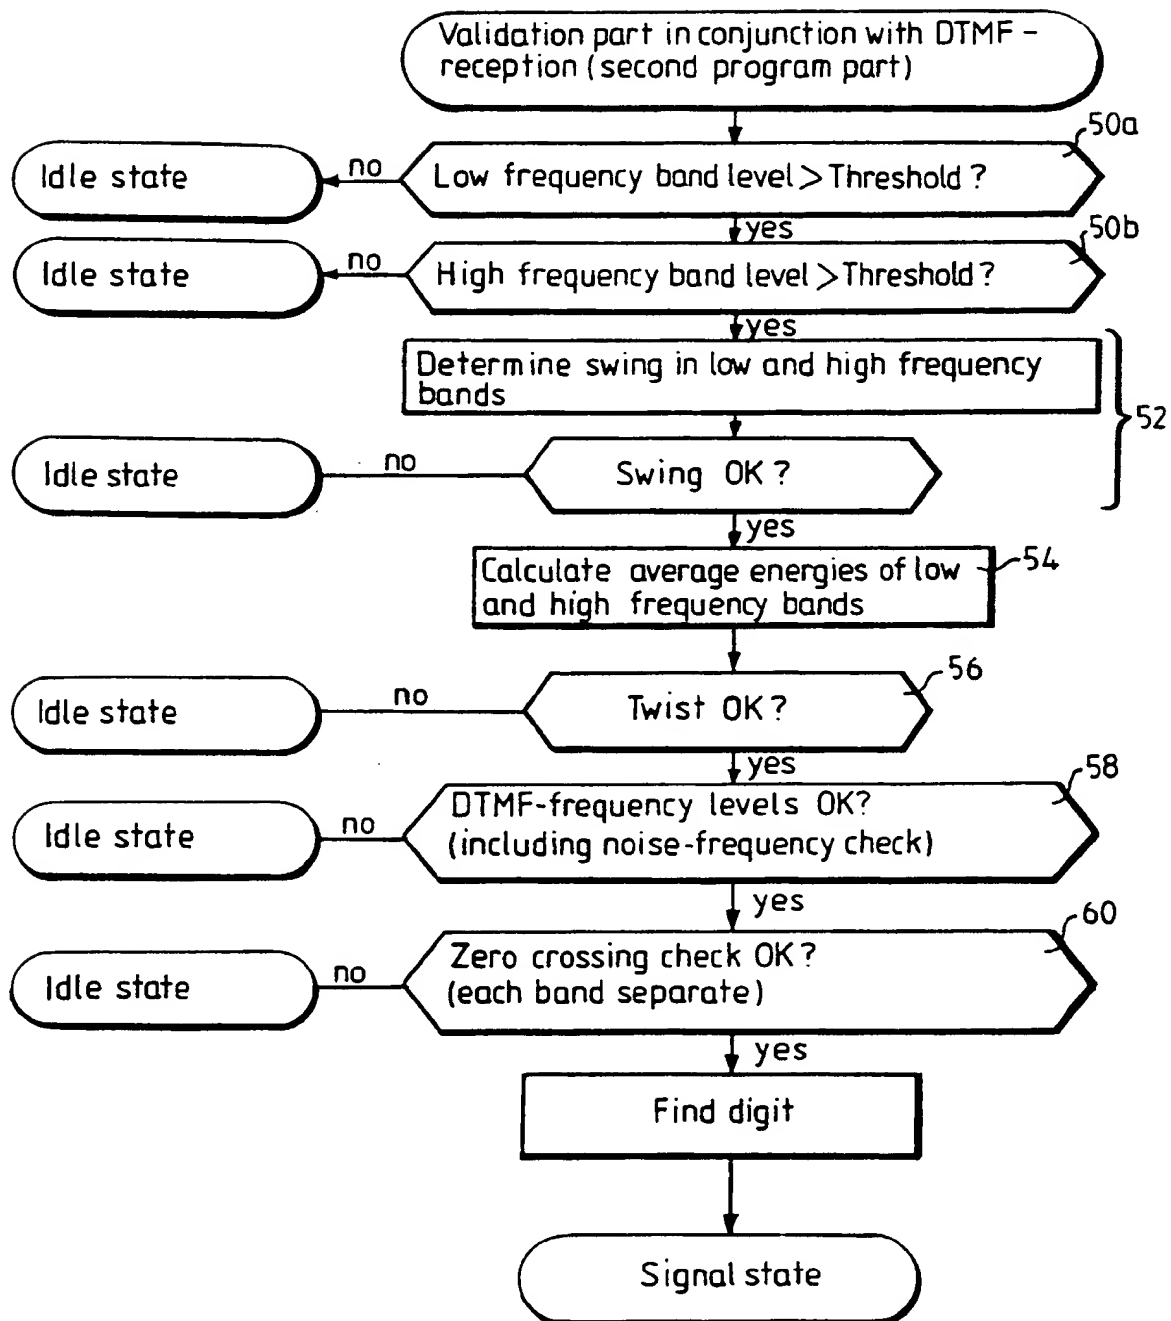 Validation part in conjunction with DTMF -
reception (second program part)
50a
Idle state
no
Low frequency band level > Threshold ?
yes
50b
Idle state
no
High frequency band level > Threshold ?
yes
Determine swing in low and high frequency
bands
52
Idle state
no
Swing OK ?
yes
Calculate average energies of low
and high frequency bands
54
56
Idle state
no
Twist OK ?
yes
58
DTMF-frequency levels OK?
(including noise-frequency check)
Idle state
no
yes
60
Zero crossing check OK?
(each band separate)
Idle state
no
yes
Find digit
Signal state